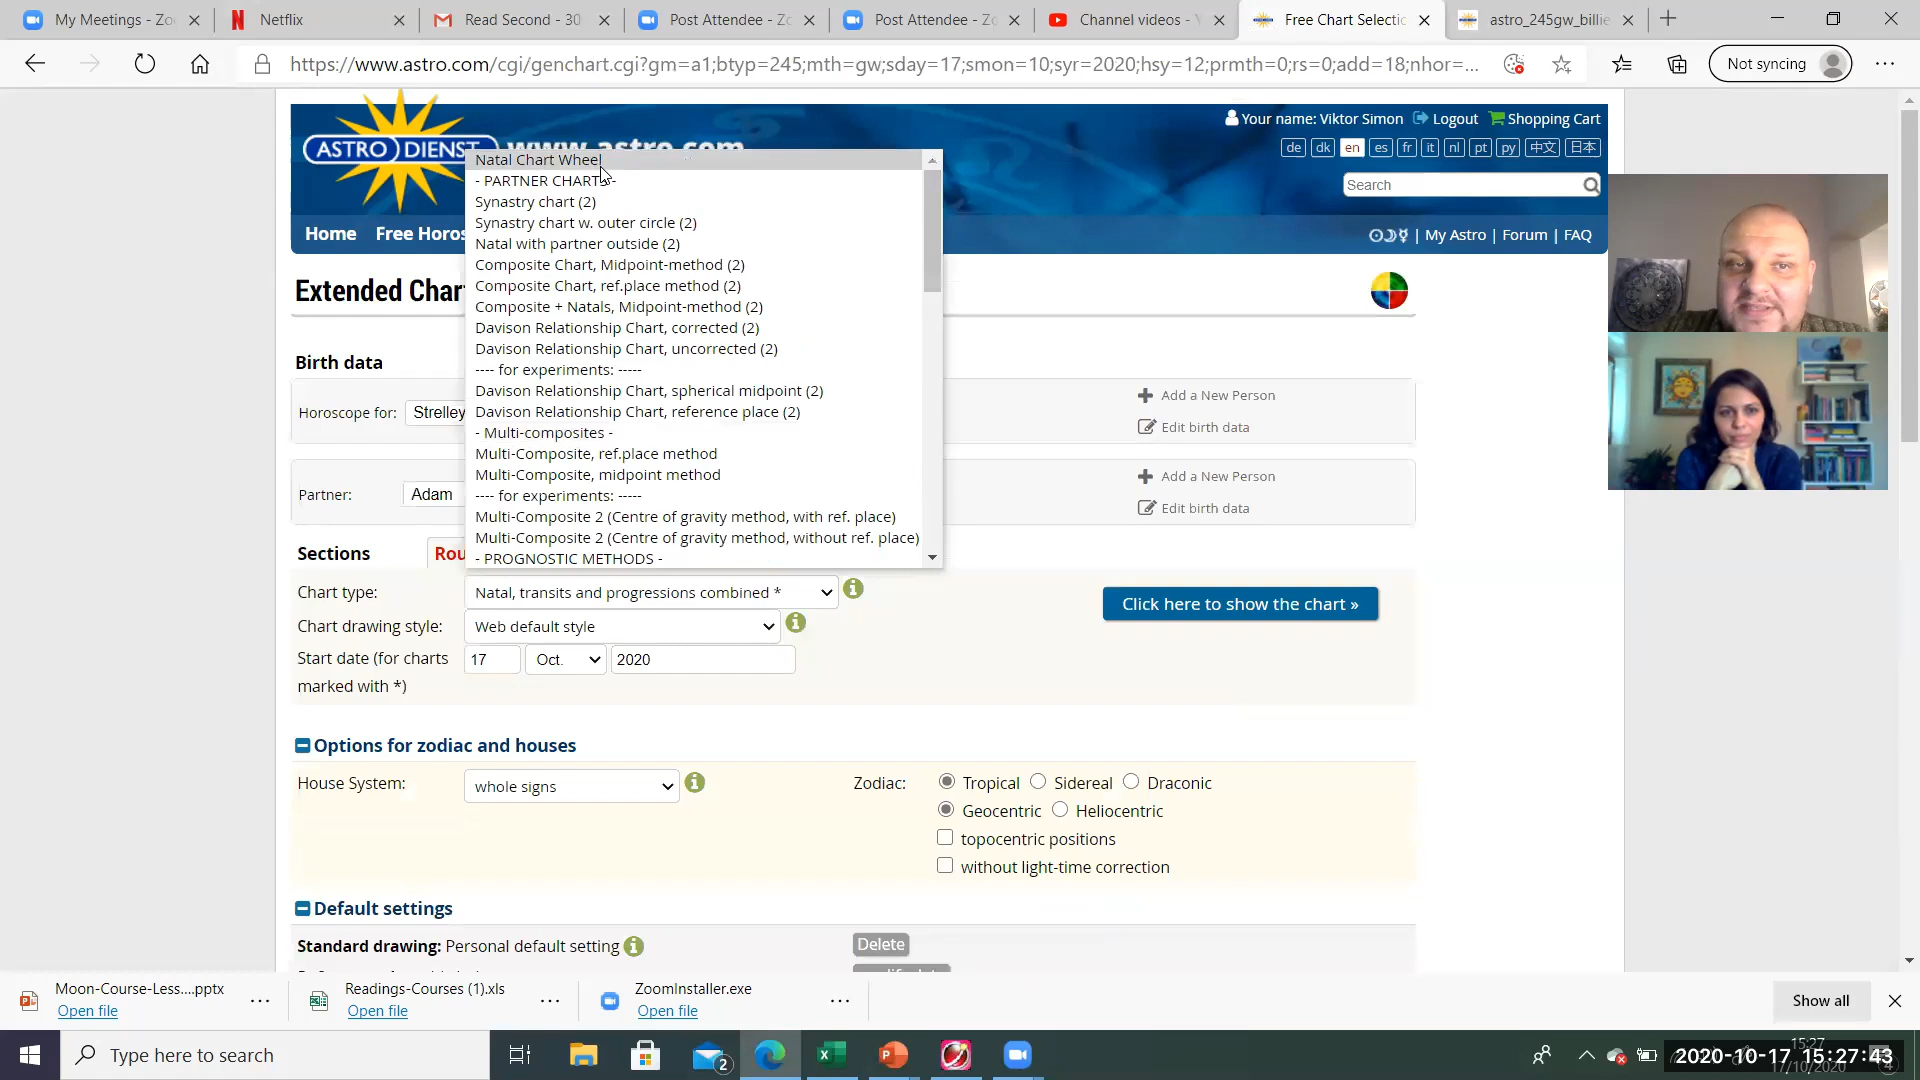 My Meetings - Zo
Netflix
Read Second - 30
Post Attendee - Zo
Post Attendee - Zo
Channel videos - Y
Free Chart Selectic
astro_245gw_billie
https://www.astro.com/cgi/genchart.cgi?gm=a1;btyp=245;mth=gw;sday=17;smon=10;syr=2020;hsy=12;prmth=0;rs=0;add=18;nhor=...
Not syncing
Your name: Viktor Simon
Logout
Shopping Cart
de dk en es fr it nl pt py 中文 日本
ASTRO DIENST
www.astro.com
Search
Home
Free Horos
My Astro | Forum | FAQ
Natal Chart Wheel
- PARTNER CHARTS -
Synastry chart (2)
Synastry chart w. outer circle (2)
Natal with partner outside (2)
Composite Chart, Midpoint-method (2)
Composite Chart, ref.place method (2)
Composite + Natals, Midpoint-method (2)
Davison Relationship Chart, corrected (2)
Davison Relationship Chart, uncorrected (2)
---- for experiments: -----
Davison Relationship Chart, spherical midpoint (2)
Davison Relationship Chart, reference place (2)
- Multi-composites -
Multi-Composite, ref.place method
Multi-Composite, midpoint method
---- for experiments: -----
Multi-Composite 2 (Centre of gravity method, with ref. place)
Multi-Composite 2 (Centre of gravity method, without ref. place)
- PROGNOSTIC METHODS -
Extended Char
Birth data
Horoscope for: Strelley
Add a New Person
Edit birth data
Partner: Adam
Add a New Person
Edit birth data
Sections
Rou
Chart type: Natal, transits and progressions combined *
Click here to show the chart »
Chart drawing style: Web default style
Start date (for charts marked with *)
17 Oct. 2020
Options for zodiac and houses
House System: whole signs
Zodiac: Tropical Sidereal Draconic
Geocentric Heliocentric
topocentric positions
without light-time correction
Default settings
Standard drawing: Personal default setting
Delete
Moon-Course-Less....pptx
Open file
Readings-Courses (1).xls
Open file
ZoomInstaller.exe
Open file
Show all
Type here to search
2
15:27
17/10/2020
2020-10-17 15:27:43
4